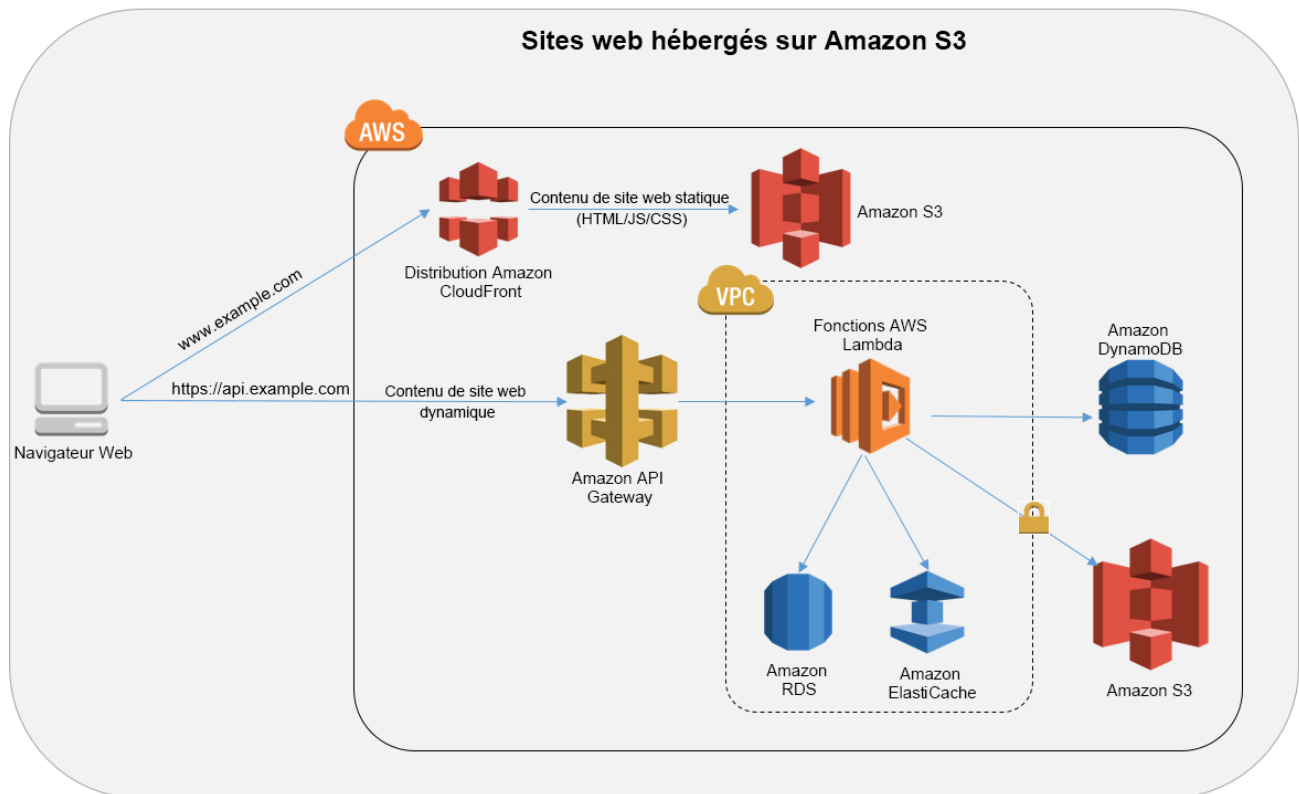 Sites web hébergés sur Amazon S3
AWS
Contenu de site web statique
(HTML/JS/CSS)
Amazon S3
Distribution Amazon
CloudFront
www.example.com
VPC
Fonctions AWS
Lambda
Amazon
DynamoDB
https://api.example.com
Contenu de site web
dynamique
Navigateur Web
Amazon API
Gateway
Amazon
RDS
Amazon
ElastiCache
Amazon S3